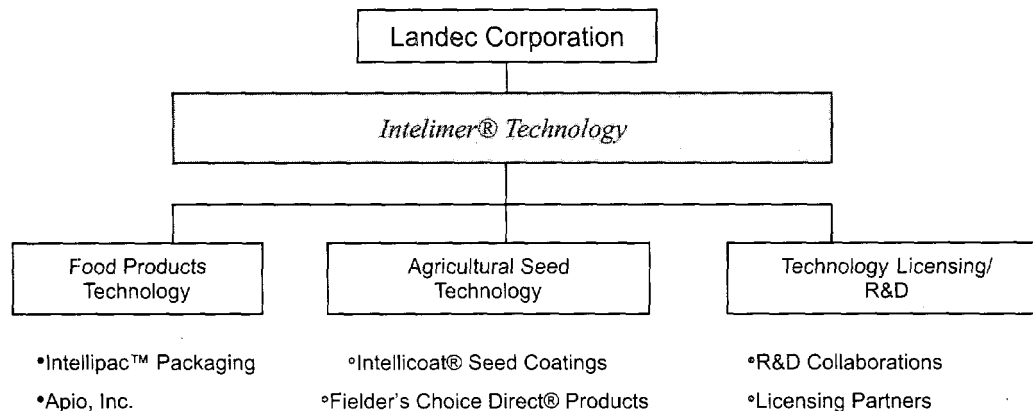 Landec Corporation
Intelimer® Technology
Food Products
Technology
Agricultural Seed
Technology
Technology Licensing/
R&D
•Intellipac™ Packaging
•Apio, Inc.
•Intellicoat® Seed Coatings
•Fielder's Choice Direct® Products
•R&D Collaborations
•Licensing Partners